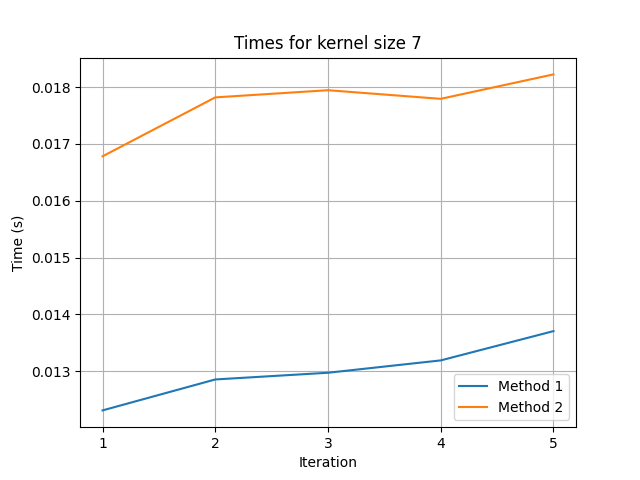 Times for kernel size 7
Time (s)
0.018
0.017
0.016
0.015
0.014
0.013
Method 1
Method 2
1 2 3 4 5
Iteration